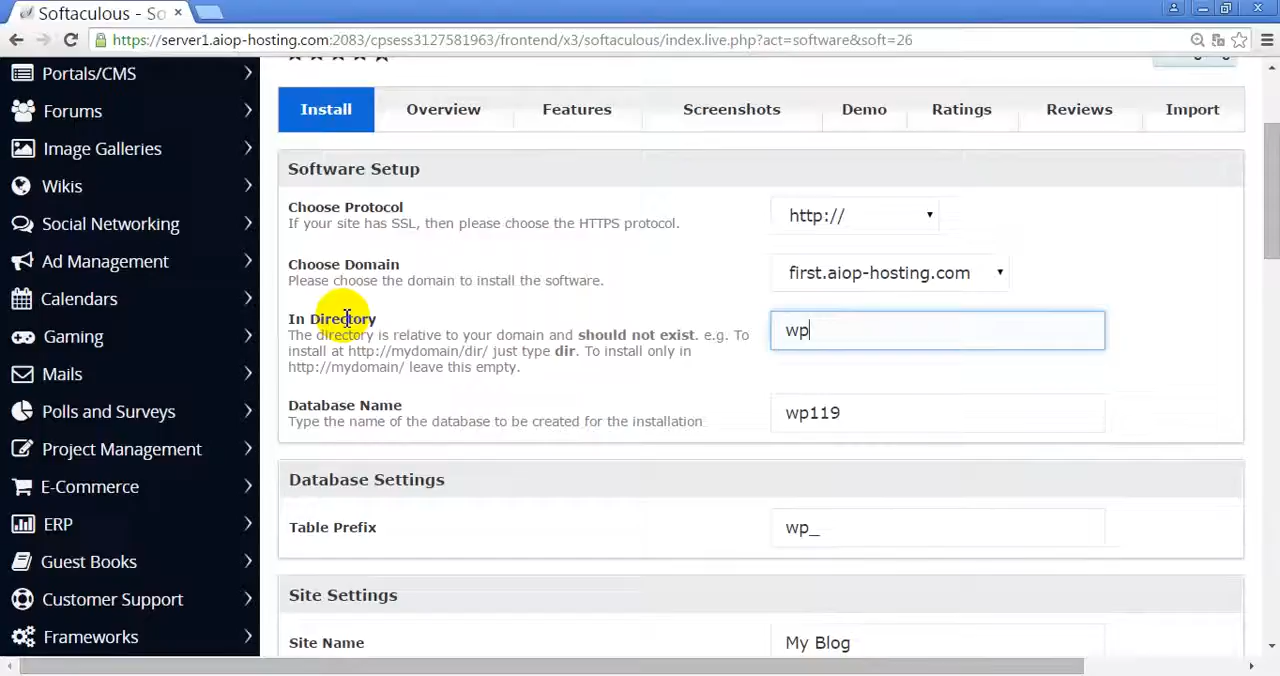 Softaculous - So
https://server1.aiop-hosting.com:2083/cpsess3127581963/frontend/x3/softaculous/index.live.php?act=software&soft=26
Portals/CMS
Forums
Image Galleries
Wikis
Social Networking
Ad Management
Calendars
Gaming
Mails
Polls and Surveys
Project Management
E-Commerce
ERP
Guest Books
Customer Support
Frameworks
Install Overview Features Screenshots Demo Ratings Reviews Import
Software Setup
Choose Protocol
If your site has SSL, then please choose the HTTPS protocol.
http://
Choose Domain
Please choose the domain to install the software.
first.aiop-hosting.com
In Directory
The directory is relative to your domain and should not exist. e.g. To
install at http://mydomain/dir/ just type dir. To install only in
http://mydomain/ leave this empty.
wp
Database Name
Type the name of the database to be created for the installation
wp119
Database Settings
Table Prefix
wp_
Site Settings
Site Name
My Blog